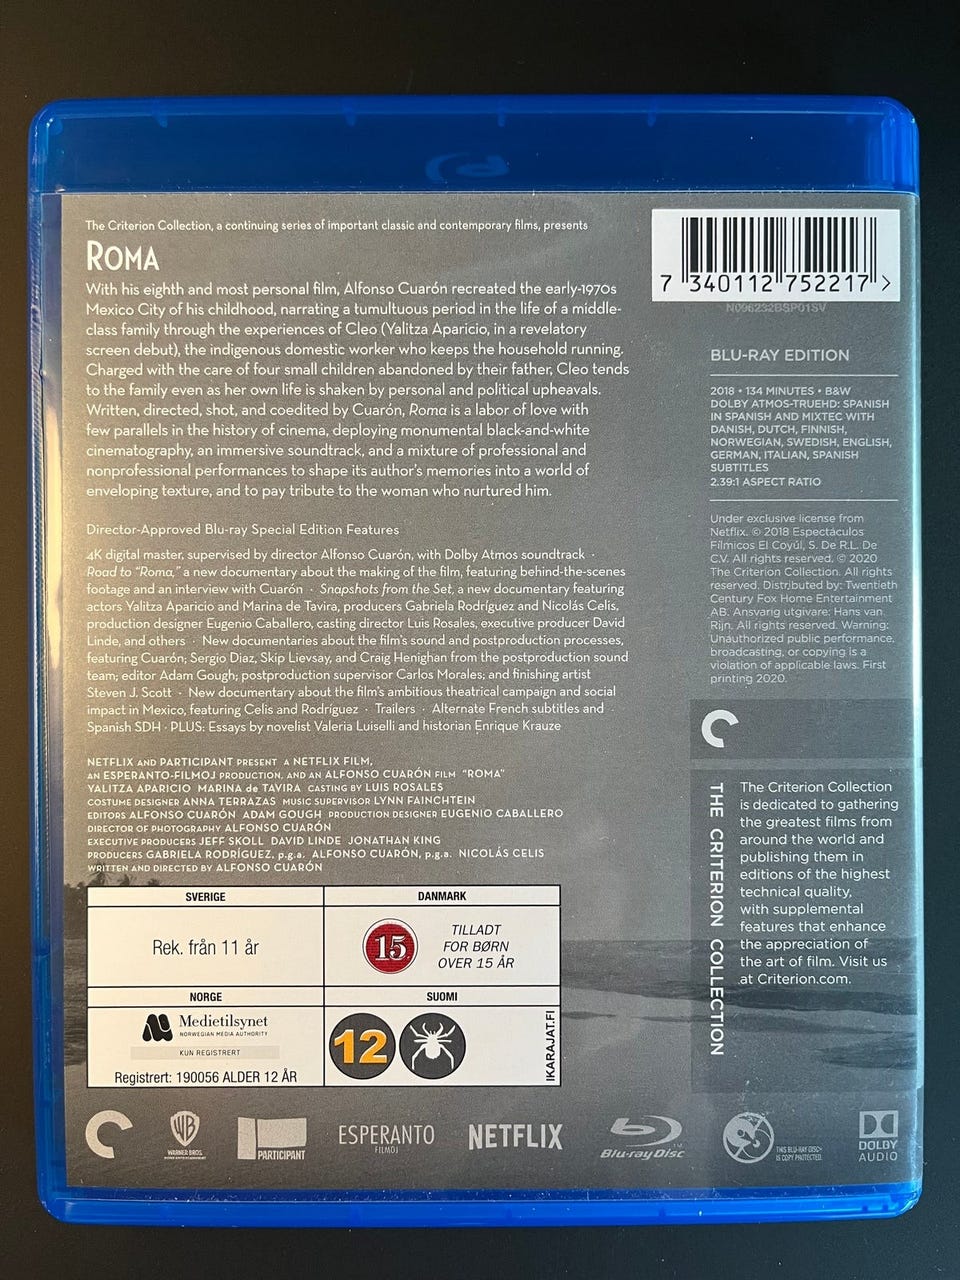 The Criterion Collection, a continuing series of important classic and contemporary films, presents
ROMA
With his eighth and most personal film, Alfonso Cuarón recreated the early-1970s
Mexico City of his childhood, narrating a tumultuous period in the life of a middle-
class family through the experiences of Cleo (Yalitza Aparicio, in a revelatory
screen debut), the indigenous domestic worker who keeps the household running.
Charged with the care of four small children abandoned by their father, Cleo tends
to the family even as her own life is shaken by personal and political upheavals.
Written, directed, shot, and coedited by Cuarón, Roma is a labor of love with
few parallels in the history of cinema, deploying monumental black-and-white
cinematography, an immersive soundtrack, and a mixture of professional and
nonprofessional performances to shape its author's memories into a world of
enveloping texture, and to pay tribute to the woman who nurtured him.
Director-Approved Blu-ray Special Edition Features
4K digital master, supervised by director Alfonso Cuarón, with Dolby Atmos soundtrack ·
Road to "Roma," a new documentary about the making of the film, featuring behind-the-scenes
footage and an interview with Cuarón · Snapshots from the Set, a new documentary featuring
actors Yalitza Aparicio and Marina de Tavira, producers Gabriela Rodríguez and Nicolás Celis,
production designer Eugenio Caballero, casting director Luis Rosales, executive producer David
Linde, and others · New documentaries about the film's sound and postproduction processes,
featuring Cuarón; Sergio Diaz, Skip Lievsay, and Craig Henighan from the postproduction sound
team; editor Adam Gough; postproduction supervisor Carlos Morales; and finishing artist
Steven J. Scott · New documentary about the film's ambitious theatrical campaign and social
impact in Mexico, featuring Celis and Rodríguez · Trailers · Alternate French subtitles and
Spanish SDH · PLUS: Essays by novelist Valeria Luiselli and historian Enrique Krauze
NETFLIX AND PARTICIPANT PRESENT A NETFLIX FILM,
AN ESPERANTO-FILMOJ PRODUCTION, AND AN ALFONSO CUARÓN FILM "ROMA"
YALITZA APARICIO MARINA de TAVIRA CASTING BY LUIS ROSALES
COSTUME DESIGNER ANNA TERRAZAS MUSIC SUPERVISOR LYNN FAINCHTEIN
EDITORS ALFONSO CUARÓN ADAM GOUGH PRODUCTION DESIGNER EUGENIO CABALLERO
DIRECTOR OF PHOTOGRAPHY ALFONSO CUARÓN
EXECUTIVE PRODUCERS JEFF SKOLL DAVID LINDE JONATHAN KING
PRODUCERS GABRIELA RODRÍGUEZ, p.g.a. ALFONSO CUARÓN, p.g.a. NICOLÁS CELIS
WRITTEN AND DIRECTED BY ALFONSO CUARÓN
SVERIGE
Rek. från 11 år
DANMARK
15
TILLADT
FOR BØRN
OVER 15 ÅR
NORGE
Medietilsynet
NORWEGIAN MEDIA AUTHORITY
KUN REGISTRERT
Registrert: 190056 ALDER 12 ÅR
SUOMI
12
IKARAJAT.FI
7 340112 752217 >
N096232BSP01SV
BLU-RAY EDITION
2018 • 134 MINUTES • B&W
DOLBY ATMOS-TRUEHD: SPANISH
IN SPANISH AND MIXTEC WITH
DANISH, DUTCH, FINNISH,
NORWEGIAN, SWEDISH, ENGLISH,
GERMAN, ITALIAN, SPANISH
SUBTITLES
2.39:1 ASPECT RATIO
Under exclusive license from
Netflix. © 2018 Espectáculos
Fílmicos El Coyúl, S. De R.L. De
C.V. All rights reserved. © 2020
The Criterion Collection. All rights
reserved. Distributed by: Twentieth
Century Fox Home Entertainment
AB. Ansvarig utgivare: Hans van
Rijn. All rights reserved. Warning:
Unauthorized public performance,
broadcasting, or copying is a
violation of applicable laws. First
printing 2020.
THE CRITERION COLLECTION
The Criterion Collection
is dedicated to gathering
the greatest films from
around the world and
publishing them in
editions of the highest
technical quality,
with supplemental
features that enhance
the appreciation of
the art of film. Visit us
at Criterion.com.
WB
WARNER BROS.
HOME ENTERTAINMENT
PARTICIPANT
ESPERANTO
FILMOJ
NETFLIX
Blu-ray Disc
TM
THIS BLU-RAY DISC
IS COPY PROTECTED.
DOLBY
AUDIO